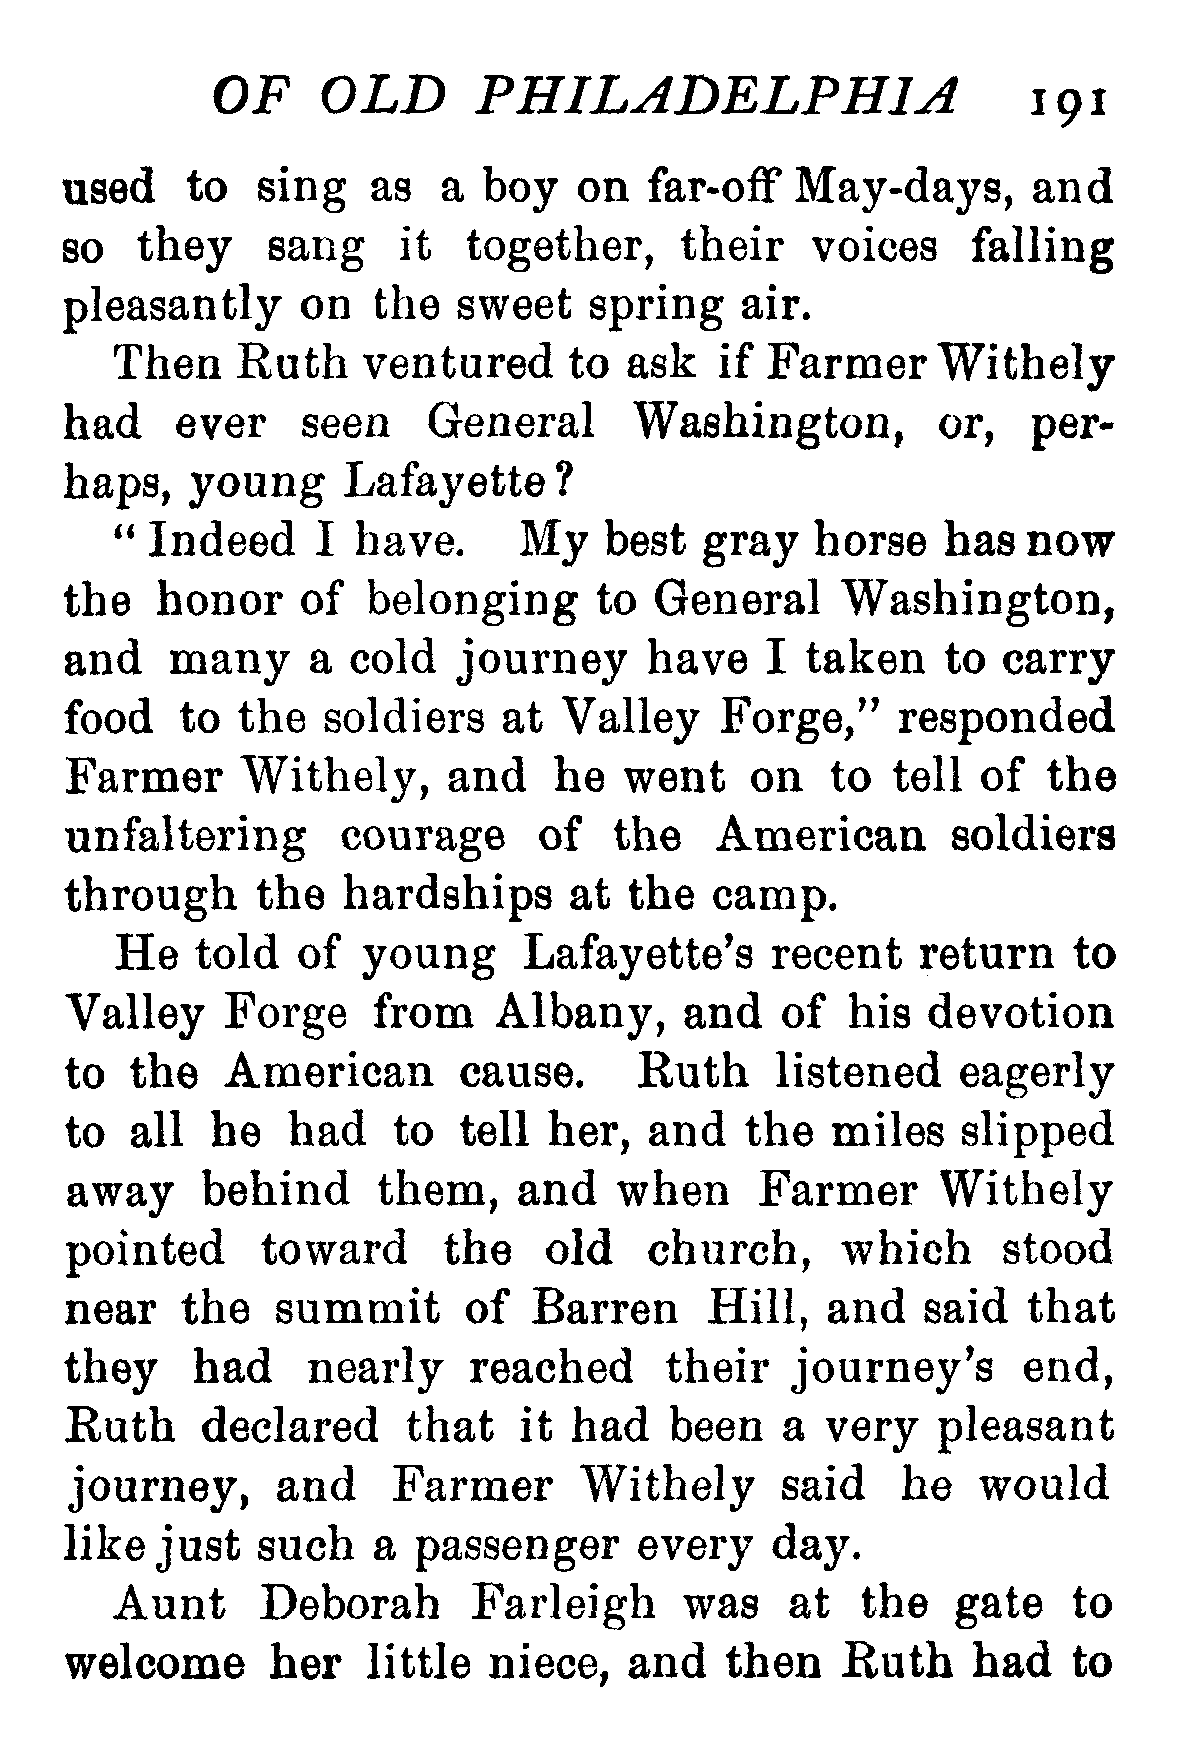 OF OLD PHILADELPHIA 191
used to sing as a boy on far-off May-days, and
so they sang it together, their voices falling
pleasantly on the sweet spring air.
Then Ruth ventured to ask if Farmer Withely
had ever seen General Washington, or, per-
haps, young Lafayette?
“Indeed I have. My best gray horse has now
the honor of belonging to General Washington,
and many a cold journey have I taken to carry
food to the soldiers at Valley Forge,” responded
Farmer Withely, and he went on to tell of the
unfaltering courage of the American soldiers
through the hardships at the camp.
He told of young Lafayette’s recent return to
Valley Forge from Albany, and of his devotion
to the American cause. Ruth listened eagerly
to all he had to tell her, and the miles slipped
away behind them, and when Farmer Withely
pointed toward the old church, which stood
near the summit of Barren Hill, and said that
they had nearly reached their journey’s end,
Ruth declared that it had been a very pleasant
journey, and Farmer Withely said he would
like just such a passenger every day.
Aunt Deborah Farleigh was at the gate to
welcome her little niece, and then Ruth had to